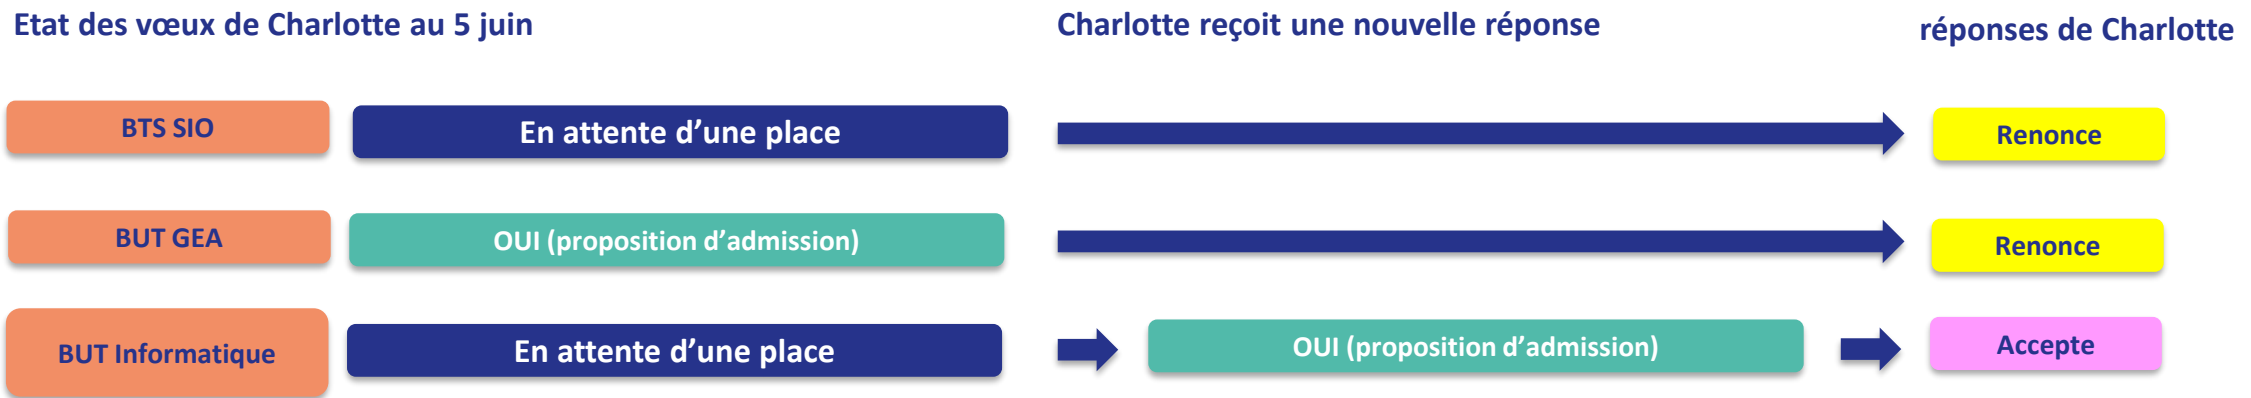 Etat des vœux de Charlotte au 5 juin
Charlotte reçoit une nouvelle réponse
réponses de Charlotte
BTS SIO
En attente d’une place
Renonce
BUT GEA
OUI (proposition d’admission)
Renonce
BUT Informatique
En attente d’une place
OUI (proposition d’admission)
Accepte